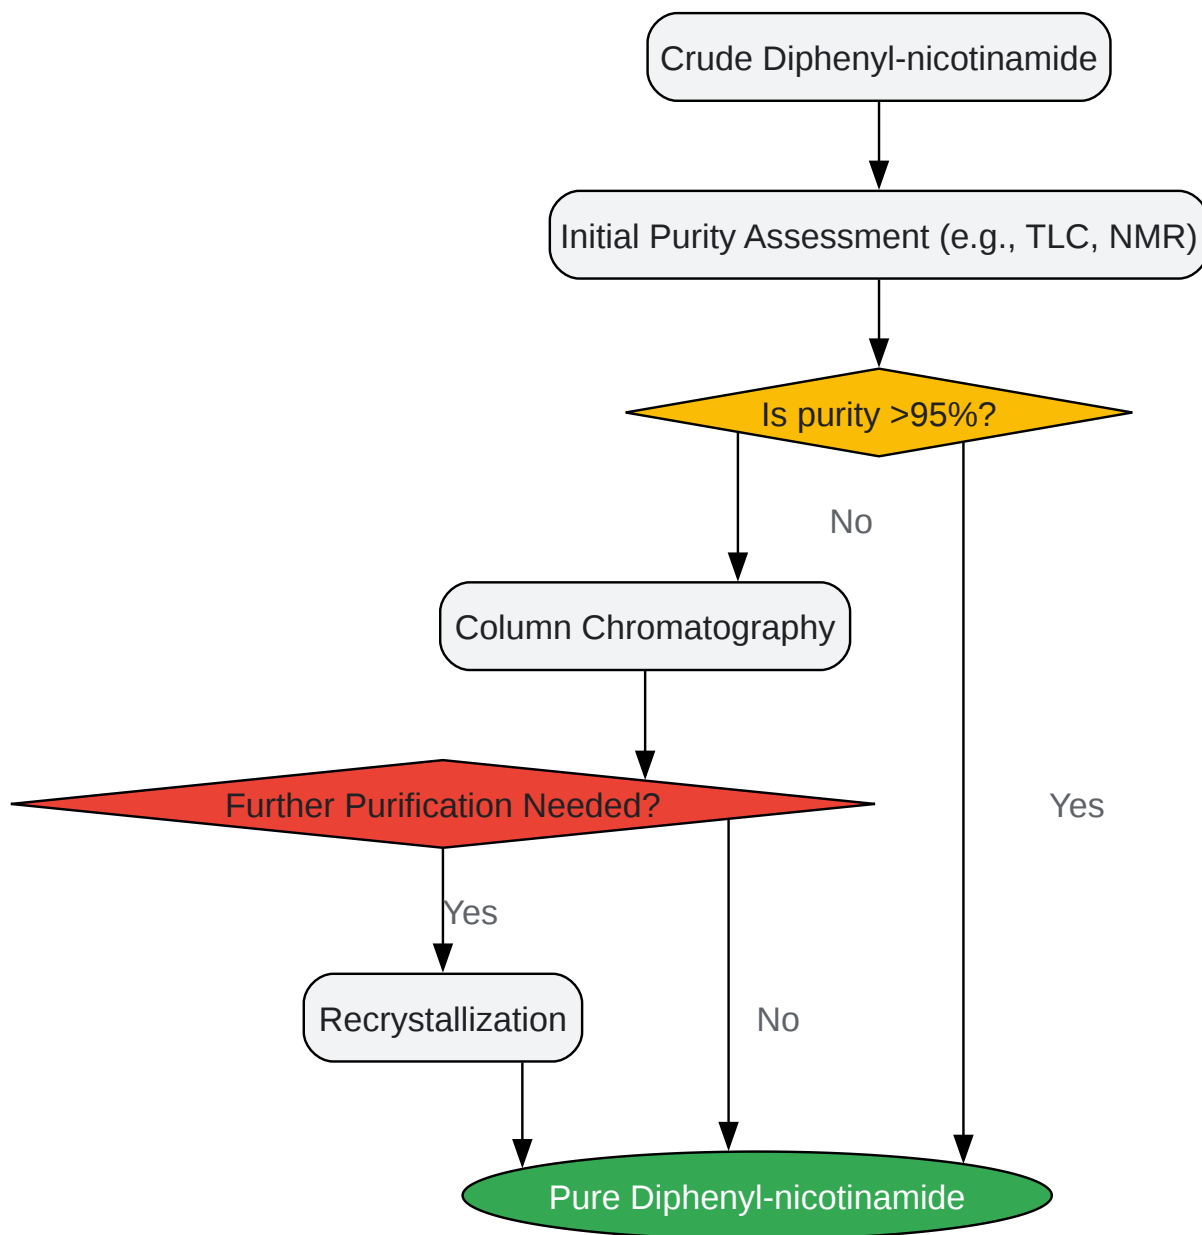 Crude Diphenyl-nicotinamide
Initial Purity Assessment (e.g., TLC, NMR)
Is purity >95%?
No
Column Chromatography
Further Purification Needed?
Yes
Yes
Recrystallization
No
Pure Diphenyl-nicotinamide